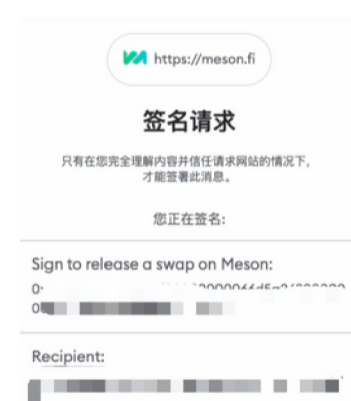 https://meson.fi
签名请求
只有在您完全理解内容并信任请求网站的情况下,
才能签署此消息。
您正在签名:
Sign to release a swap on Meson:
Recipient: